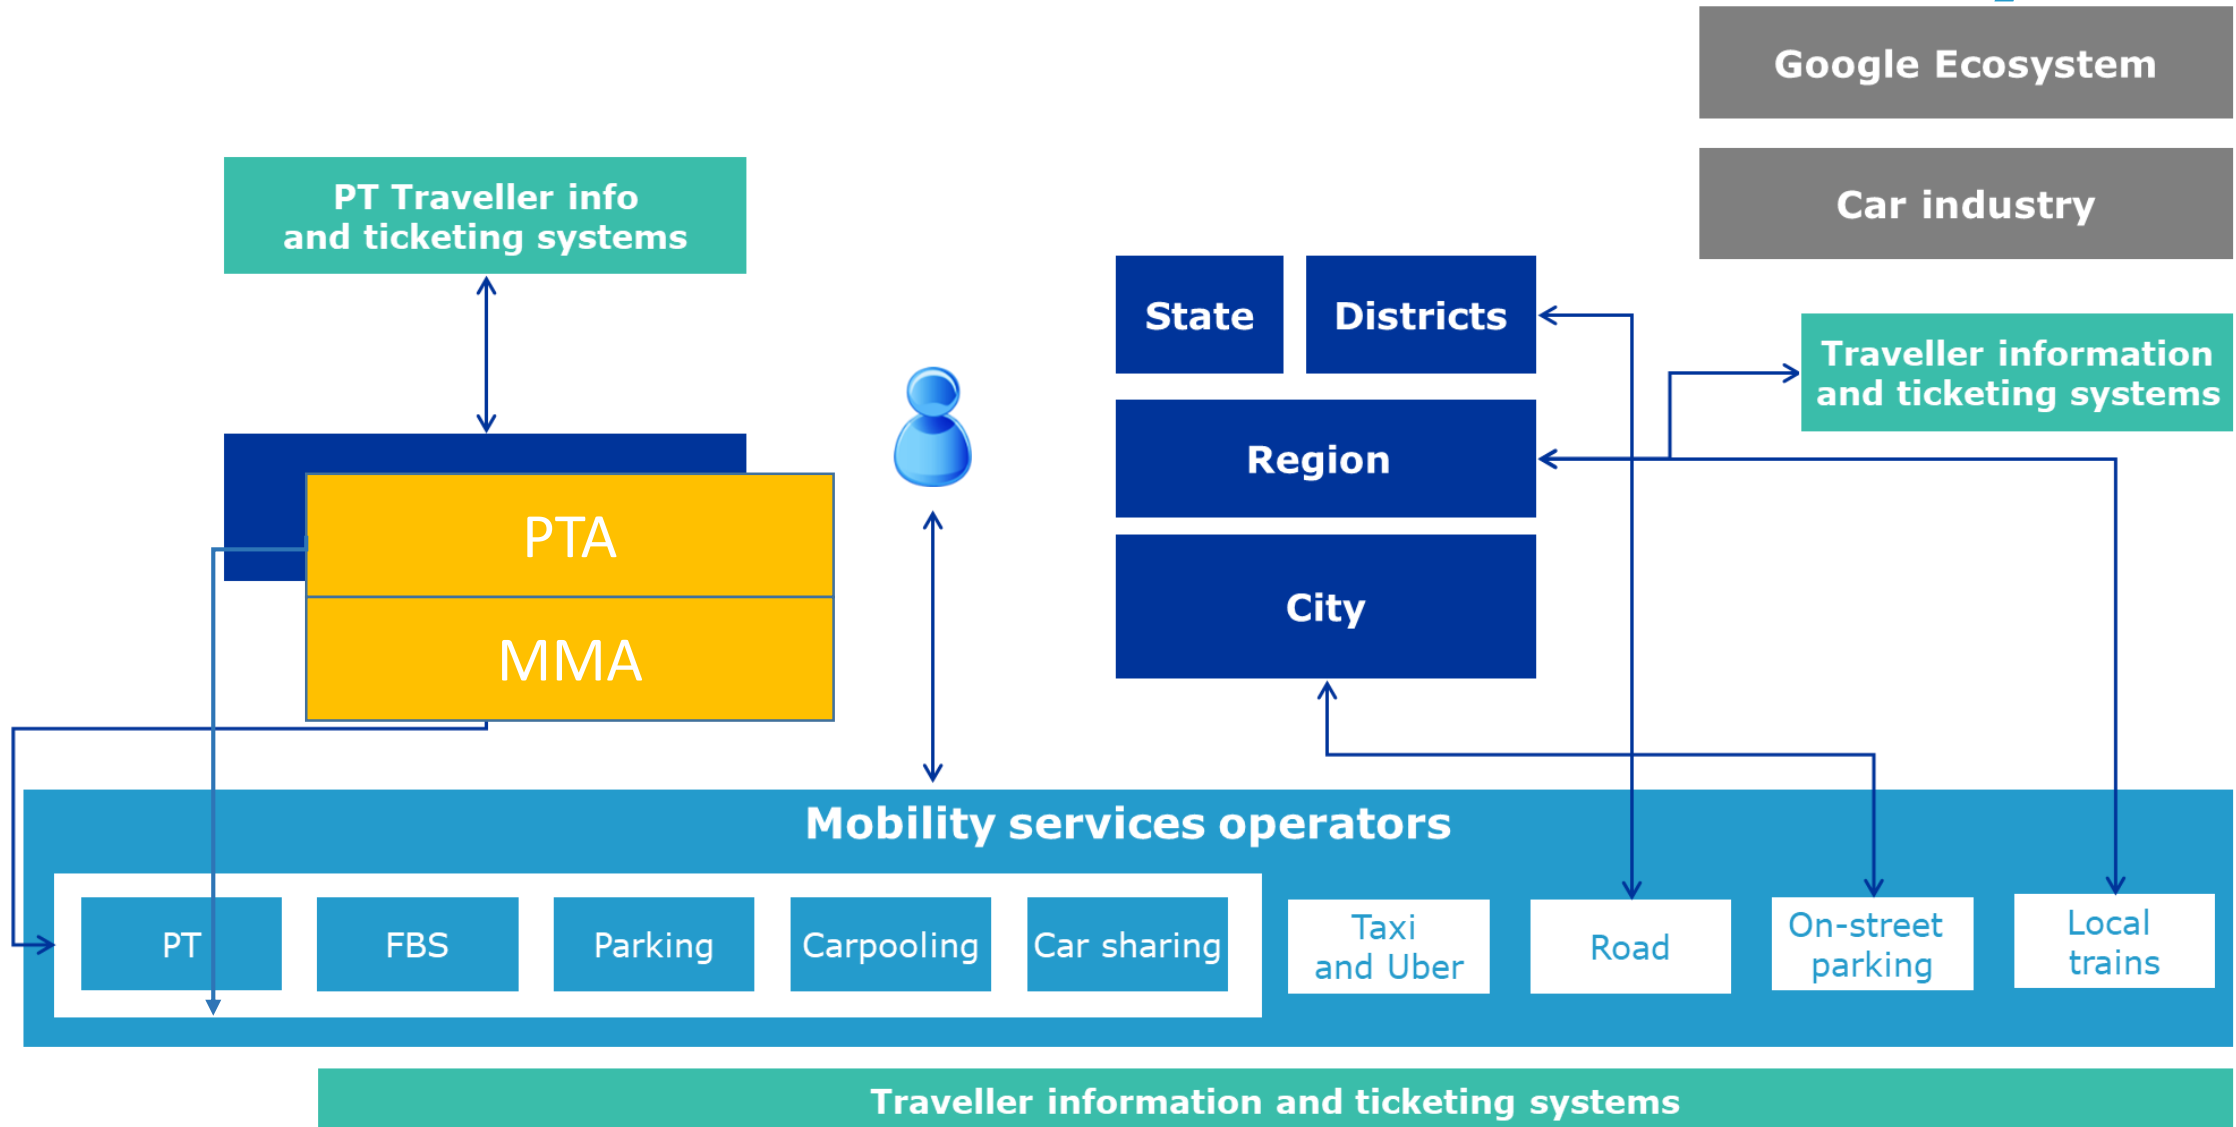 Google Ecosystem
Car industry
PT Traveller info
and ticketing systems
State
Districts
Traveller information
and ticketing systems
Region
PTA
City
MMA
Mobility services operators
PT
FBS
Parking
Carpooling
Car sharing
Taxi
and Uber
Road
On-street
parking
Local
trains
Traveller information and ticketing systems